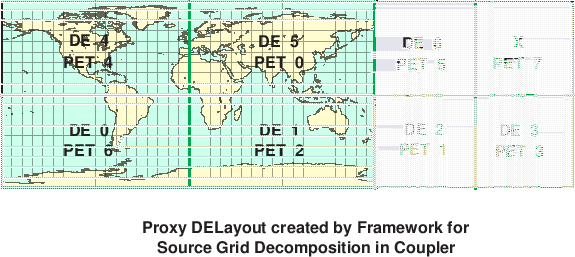 DE 4 DE 5 DE 6 X
PET 4 PET 0 PET 5 PET 7
DE 0 DE 1 DE 2 DE 3
PET 6 PET 2 PET 1 PET 3
Proxy DELayout created by Framework for
Source Grid Decomposition in Coupler